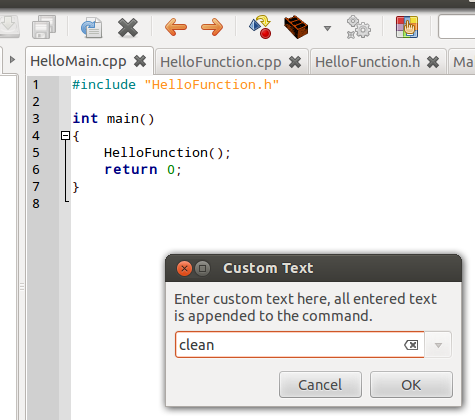 HelloMain.cpp HelloFunction.cpp HelloFunction.h Ma
1 #include "HelloFunction.h"
2
3 int main()
4 {
5 HelloFunction();
6 return 0;
7 }
8
Custom Text
Enter custom text here, all entered text
is appended to the command.
clean
Cancel OK